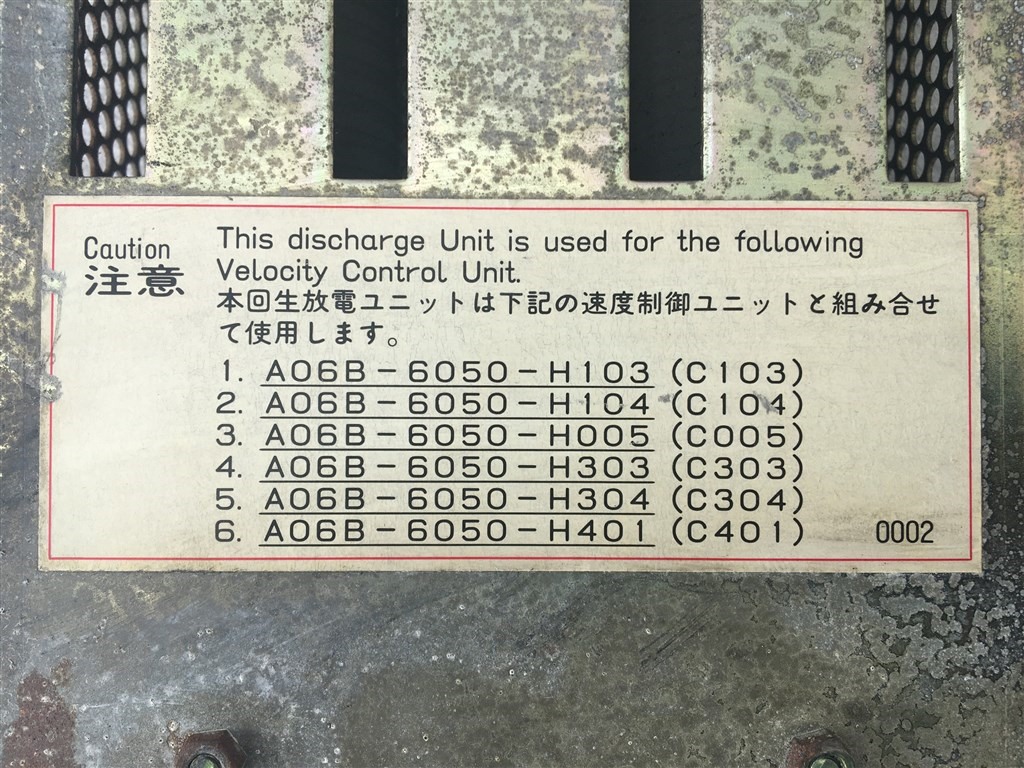 Caution
注意
This discharge Unit is used for the following
Velocity Control Unit.
本回生放電ユニットは下記の速度制御ユニットと組み合せ
て使用します。
1. A06B-6050-H103 (C103)
2. A06B-6050-H104 (C104)
3. A06B-6050-H005 (C005)
4. A06B-6050-H303 (C303)
5. A06B-6050-H304 (C304)
6. A06B-6050-H401 (C401) 0002